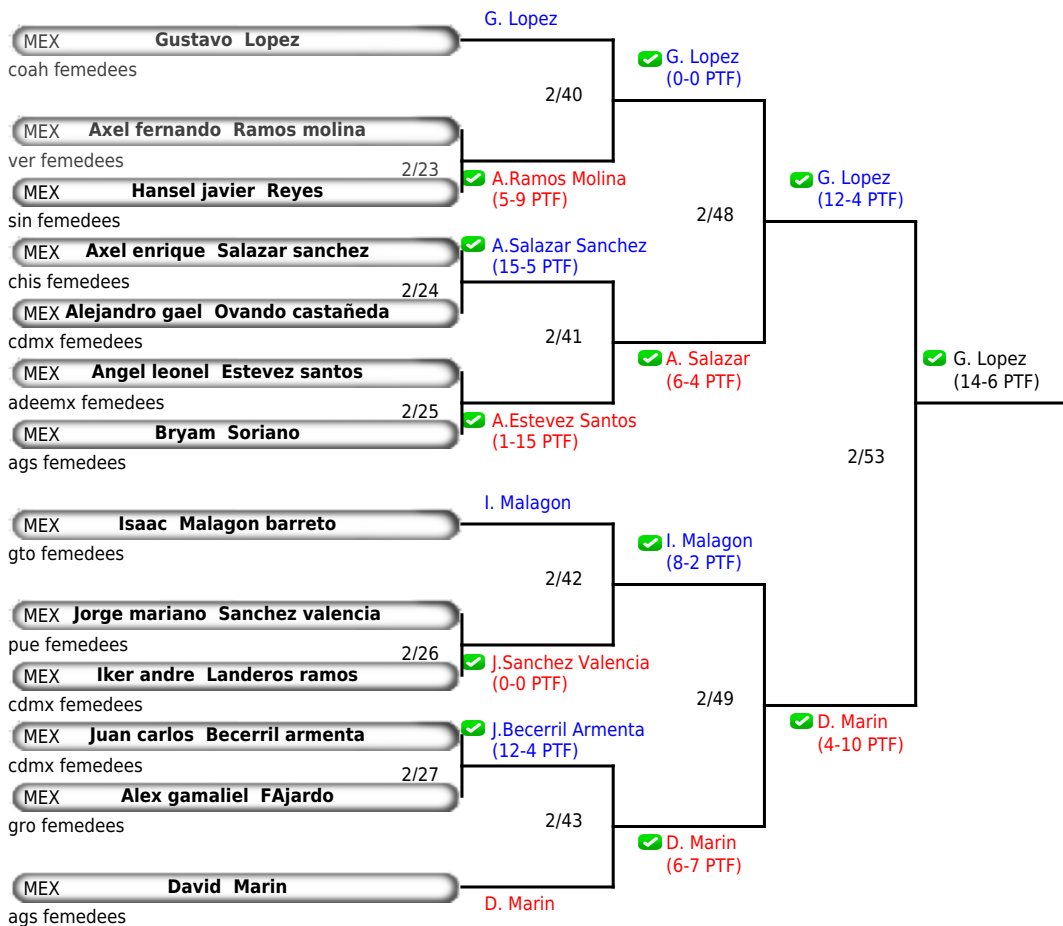 G. Lopez
MEX Gustavo Lopez
coah femedees
G. Lopez
(0-0 PTF)
2/40
MEX Axel fernando Ramos molina
ver femedees
2/23
A.Ramos Molina
(5-9 PTF)
MEX Hansel javier Reyes
sin femedees
G. Lopez
(12-4 PTF)
2/48
MEX Axel enrique Salazar sanchez
chis femedees
A.Salazar Sanchez
(15-5 PTF)
2/24
MEX Alejandro gael Ovando castañeda
cdmx femedees
2/41
A. Salazar
(6-4 PTF)
MEX Angel leonel Estevez santos
adeemx femedees
2/25
A.Estevez Santos
(1-15 PTF)
MEX Bryam Soriano
ags femedees
G. Lopez
(14-6 PTF)
2/53
I. Malagon
MEX Isaac Malagon barreto
gto femedees
I. Malagon
(8-2 PTF)
2/42
MEX Jorge mariano Sanchez valencia
pue femedees
2/26
J.Sanchez Valencia
(0-0 PTF)
MEX Iker andre Landeros ramos
cdmx femedees
2/49
MEX Juan carlos Becerril armenta
cdmx femedees
J.Becerril Armenta
(12-4 PTF)
D. Marin
(4-10 PTF)
2/27
MEX Alex gamaliel FAjardo
gro femedees
2/43
D. Marin
(6-7 PTF)
MEX David Marin
ags femedees
D. Marin